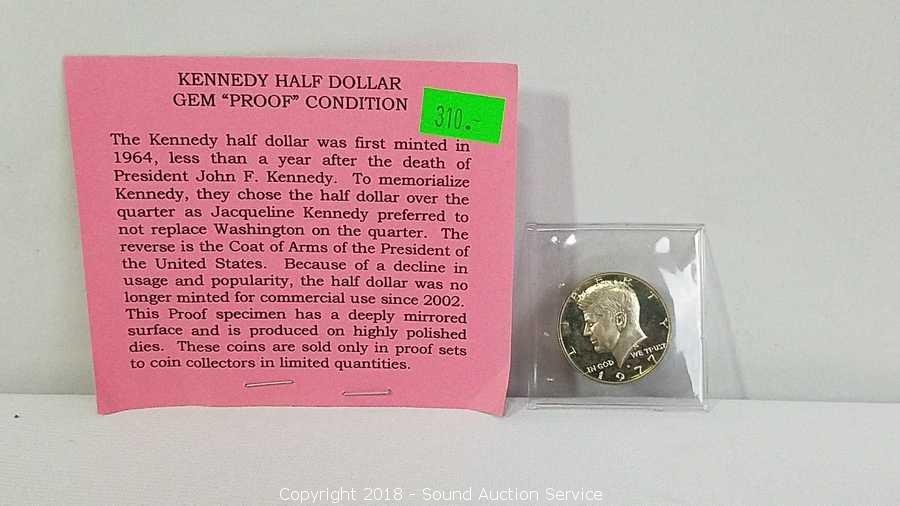 KENNEDY HALF DOLLAR
GEM “PROOF” CONDITION
310.-
The Kennedy half dollar was first minted in
1964, less than a year after the death of
President John F. Kennedy. To memorialize
Kennedy, they chose the half dollar over the
quarter as Jacqueline Kennedy preferred to
not replace Washington on the quarter. The
reverse is the Coat of Arms of the President of
the United States. Because of a decline in
usage and popularity, the half dollar was no
longer minted for commercial use since 2002.
This Proof specimen has a deeply mirrored
surface and is produced on highly polished
dies. These coins are sold only in proof sets
to coin collectors in limited quantities.
LIBERTY
IN GOD WE TRUST
1977
Copyright 2018 - Sound Auction Service